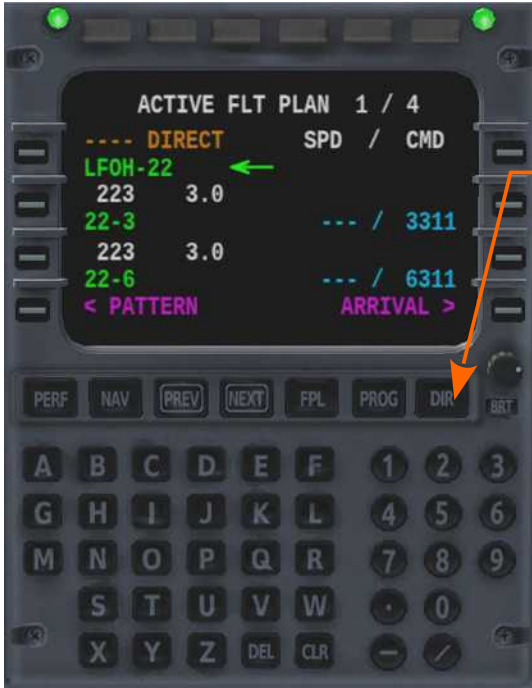 ACTIVE FLT PLAN 1 / 4
---- DIRECT SPD / CMD
LFOH-22 ←
223 3.0
22-3 --- / 3311
223 3.0
22-6 --- / 6311
< PATTERN ARRIVAL >
PERF NAV PREV NEXT FPL PROG DIR BRT
A B C D E F 1 2 3
G H I J K L 4 5 6
M N O P Q R 7 8 9
S T U V W . 0
X Y Z DEL CLR - /